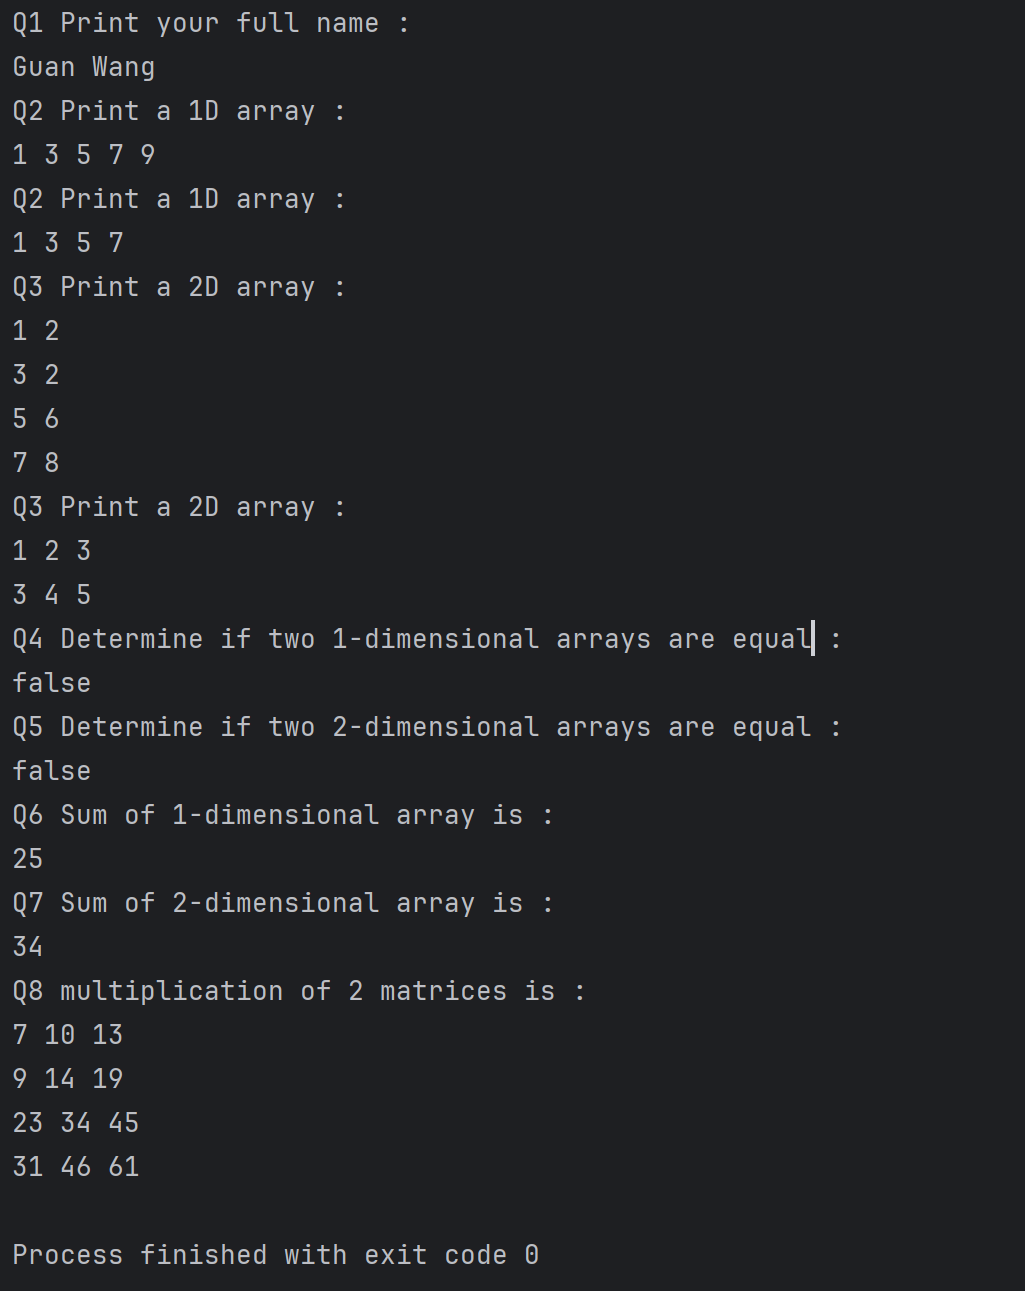 Q1 Print your full name :
Guan Wang
Q2 Print a 1D array :
1 3 5 7 9
Q2 Print a 1D array :
1 3 5 7
Q3 Print a 2D array :
1 2
3 2
5 6
7 8
Q3 Print a 2D array :
1 2 3
3 4 5
Q4 Determine if two 1-dimensional arrays are equal :
false
Q5 Determine if two 2-dimensional arrays are equal :
false
Q6 Sum of 1-dimensional array is :
25
Q7 Sum of 2-dimensional array is :
34
Q8 multiplication of 2 matrices is :
7 10 13
9 14 19
23 34 45
31 46 61
Process finished with exit code 0